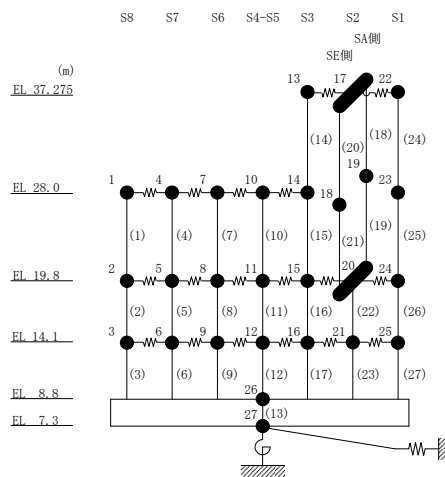 S8 S7 S6 S4-S5 S3 S2 S1
SA側
SE側
(m)
13 17 22
EL 37.275
(14) (20) (18) (24)
19
1 4 7 10 14 18 23
EL 28.0
(1) (4) (7) (10) (15) (21) (19) (25)
2 5 8 11 15 20 24
EL 19.8
(2) (5) (8) (11) (16) (22) (26)
3 6 9 12 16 21 25
EL 14.1
(3) (6) (9) (12) (17) (23) (27)
26
EL 8.8
27 (13)
EL 7.3